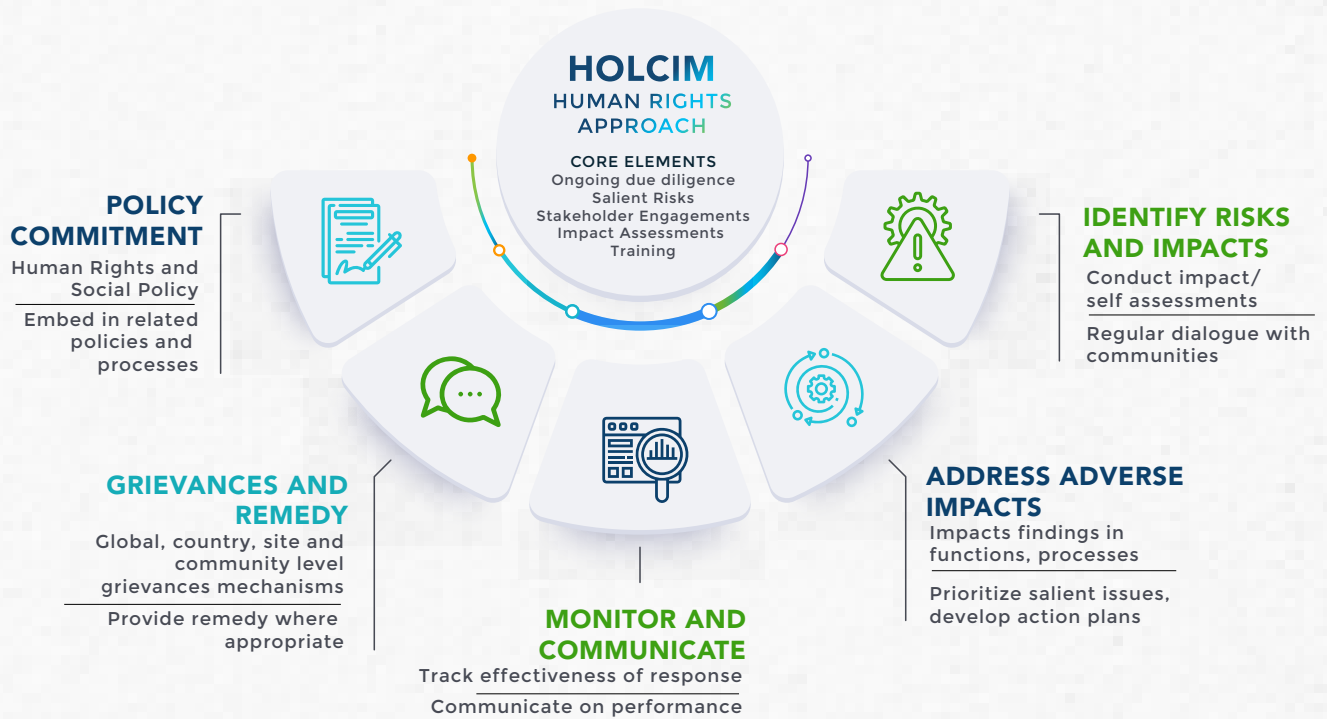 HOLCIM
HUMAN RIGHTS
APPROACH
CORE ELEMENTS
Ongoing due diligence
Salient Risks
Stakeholder Engagements
Impact Assessments
Training
POLICY
COMMITMENT
Human Rights and
Social Policy
Embed in related
policies and
processes
IDENTIFY RISKS
AND IMPACTS
Conduct impact/
self assessments
Regular dialogue with
communities
GRIEVANCES AND
REMEDY
Global, country, site and
community level
grievances mechanisms
Provide remedy where
appropriate
ADDRESS ADVERSE
IMPACTS
Impacts findings in
functions, processes
Prioritize salient issues,
develop action plans
MONITOR AND
COMMUNICATE
Track effectiveness of response
Communicate on performance